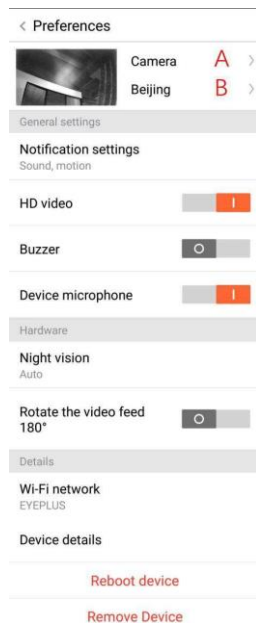 < Preferences
Camera A >
Beijing B >
General settings
Notification settings
Sound, motion
HD video
Buzzer
Device microphone
Hardware
Night vision
Auto
Rotate the video feed
180°
Details
Wi-Fi network
EYEPLUS
Device details
Reboot device
Remove Device